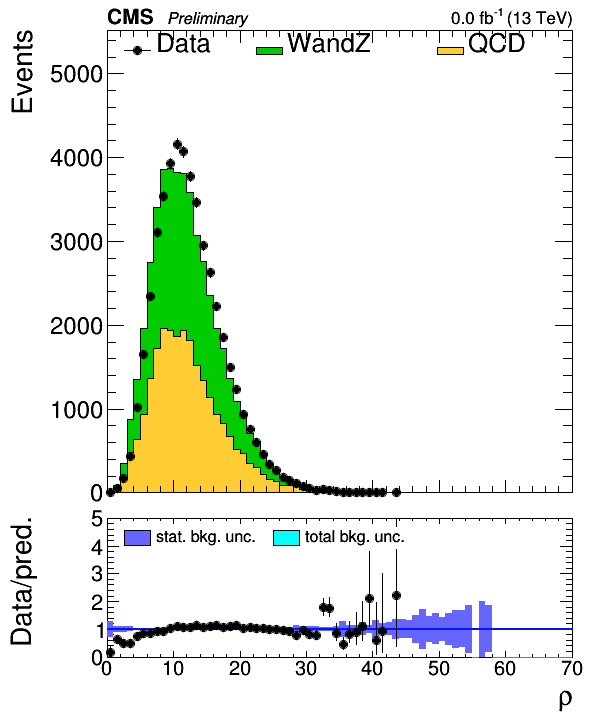 CMS Preliminary 0.0 fb⁻¹ (13 TeV)
Events
Data WandZ QCD
5000
4000
3000
2000
1000
0
Data/pred.
stat. bkg. unc. total bkg. unc.
5
4
3
2
1
0
0 10 20 30 40 50 60 70
ρ